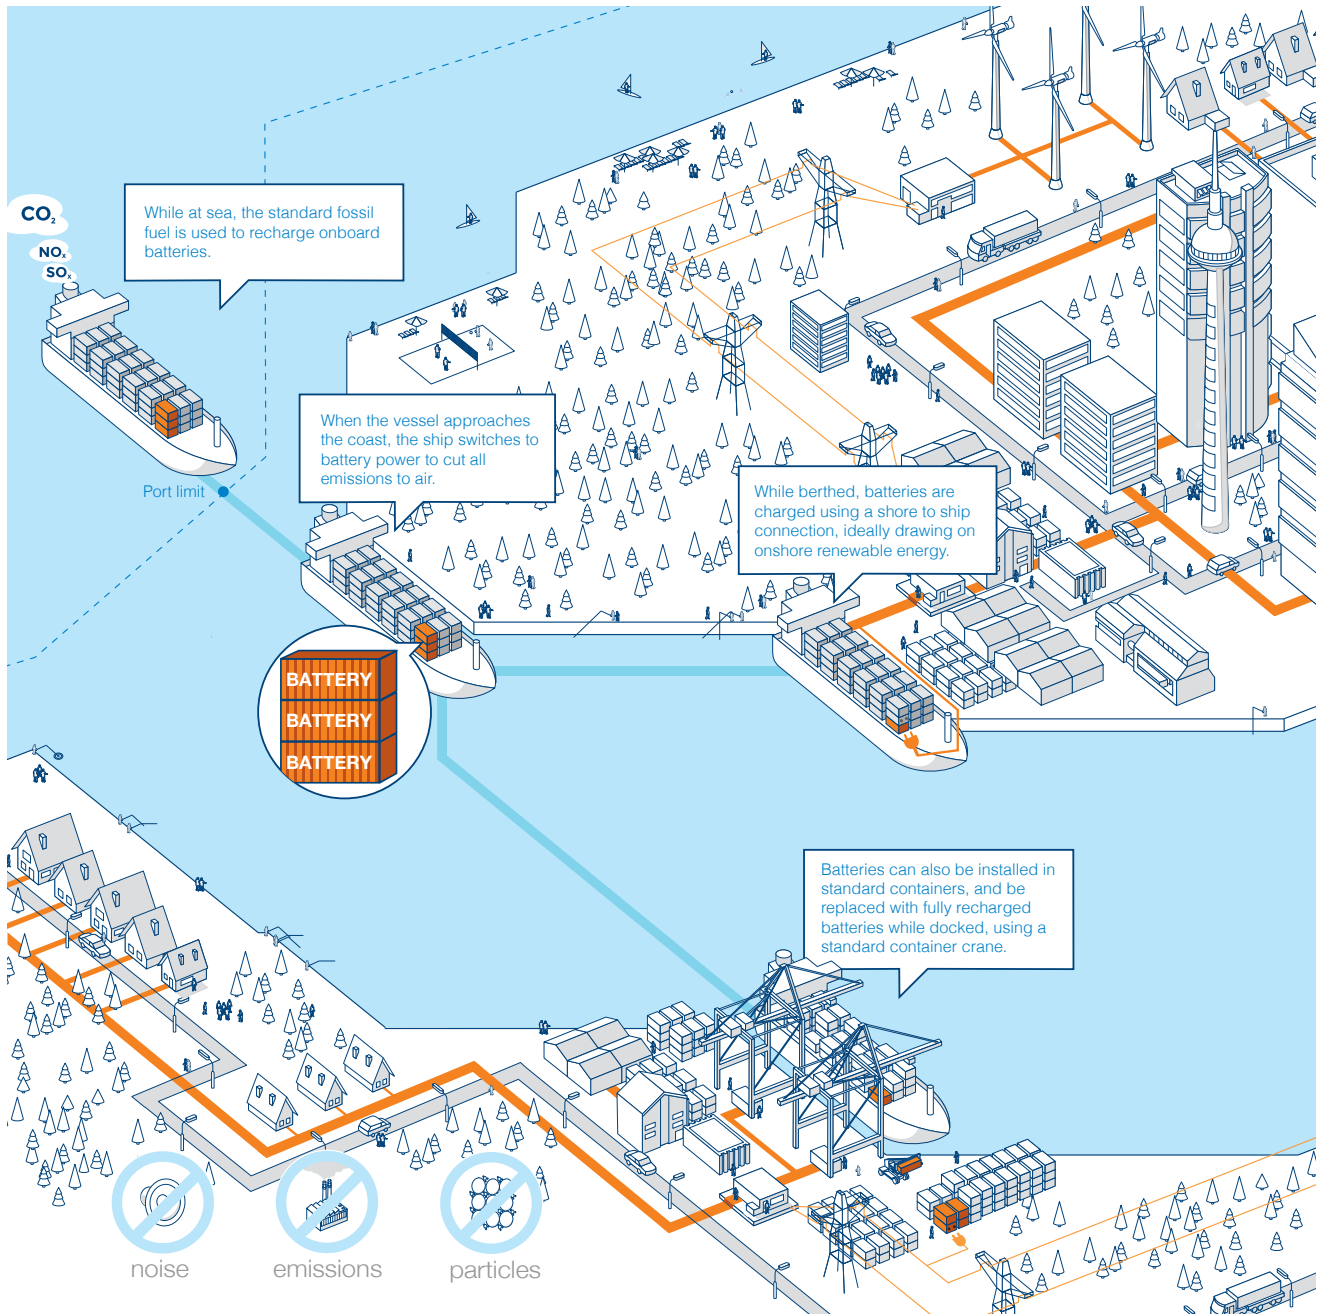 CO₂
NOₓ
SOₓ
While at sea, the standard fossil
fuel is used to recharge onboard
batteries.
Port limit
When the vessel approaches
the coast, the ship switches to
battery power to cut all
emissions to air.
While berthed, batteries are
charged using a shore to ship
connection, ideally drawing on
onshore renewable energy.
BATTERY
BATTERY
BATTERY
Batteries can also be installed in
standard containers, and be
replaced with fully recharged
batteries while docked, using a
standard container crane.
noise
emissions
particles